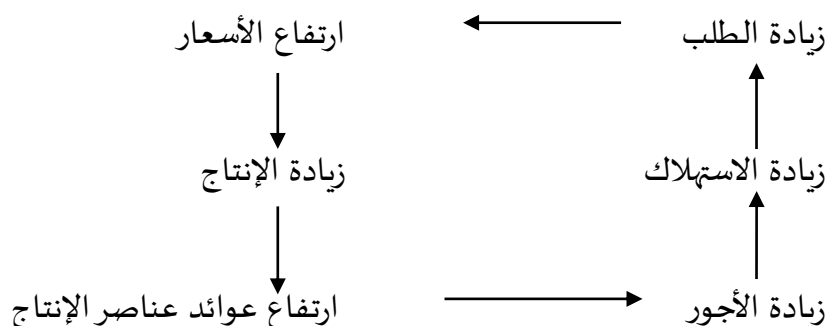 زيادة الطلب
ارتفاع الأسعار
زيادة الاستهلاك
زيادة الإنتاج
زيادة الأجور
ارتفاع عوائد عناصر الإنتاج